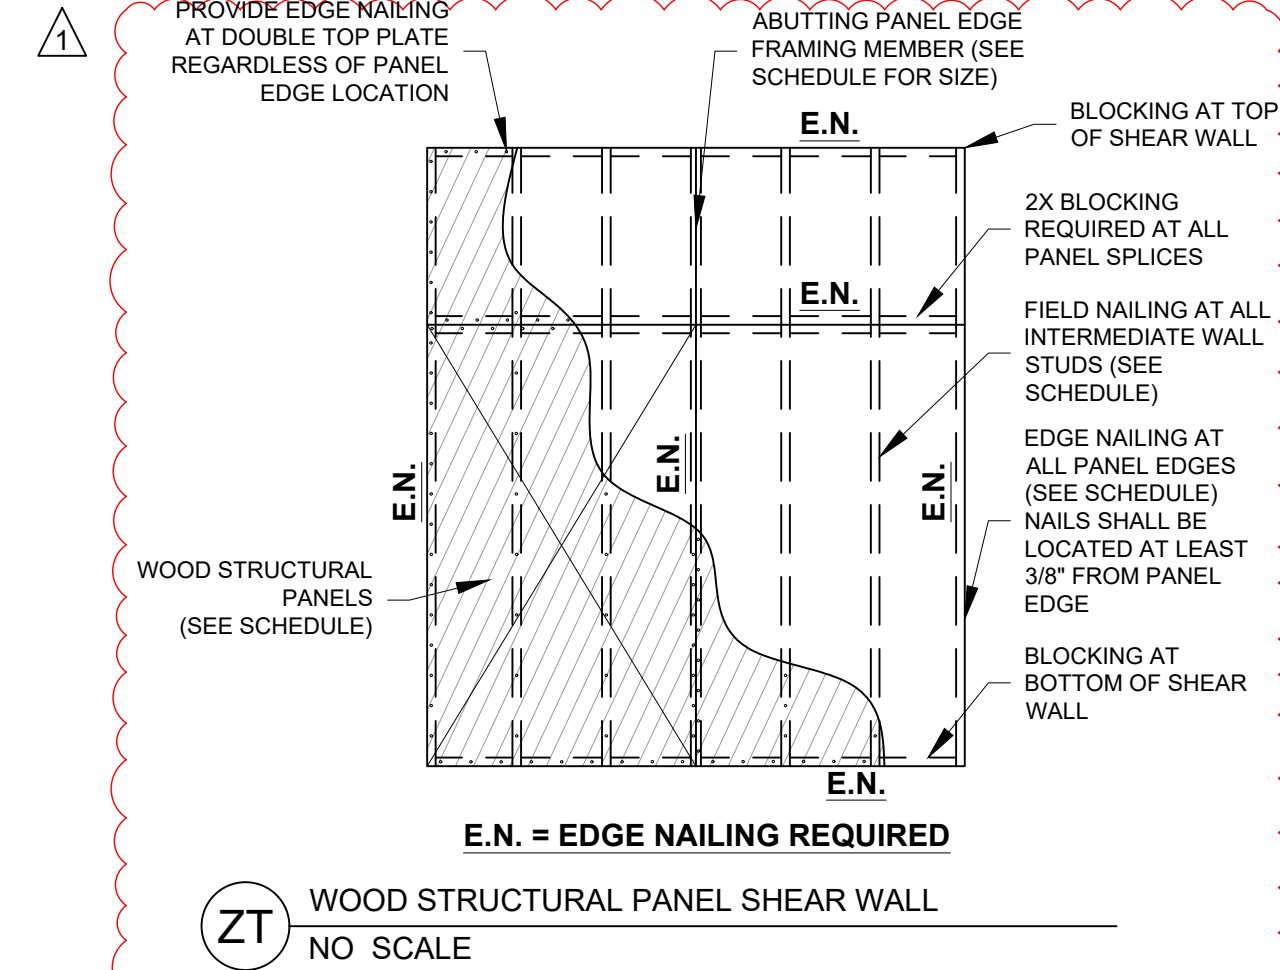 1
PROVIDE EDGE NAILING
AT DOUBLE TOP PLATE
REGARDLESS OF PANEL
EDGE LOCATION
ABUTTING PANEL EDGE
FRAMING MEMBER (SEE
SCHEDULE FOR SIZE)
E.N.
BLOCKING AT TOP
OF SHEAR WALL
2X BLOCKING
REQUIRED AT ALL
PANEL SPLICES
E.N.
FIELD NAILING AT ALL
INTERMEDIATE WALL
STUDS (SEE
SCHEDULE)
E.N.
E.N.
E.N.
EDGE NAILING AT
ALL PANEL EDGES
(SEE SCHEDULE)
NAILS SHALL BE
LOCATED AT LEAST
3/8" FROM PANEL
EDGE
WOOD STRUCTURAL
PANELS
(SEE SCHEDULE)
BLOCKING AT
BOTTOM OF SHEAR
WALL
E.N.
E.N. = EDGE NAILING REQUIRED
ZT
WOOD STRUCTURAL PANEL SHEAR WALL
NO SCALE